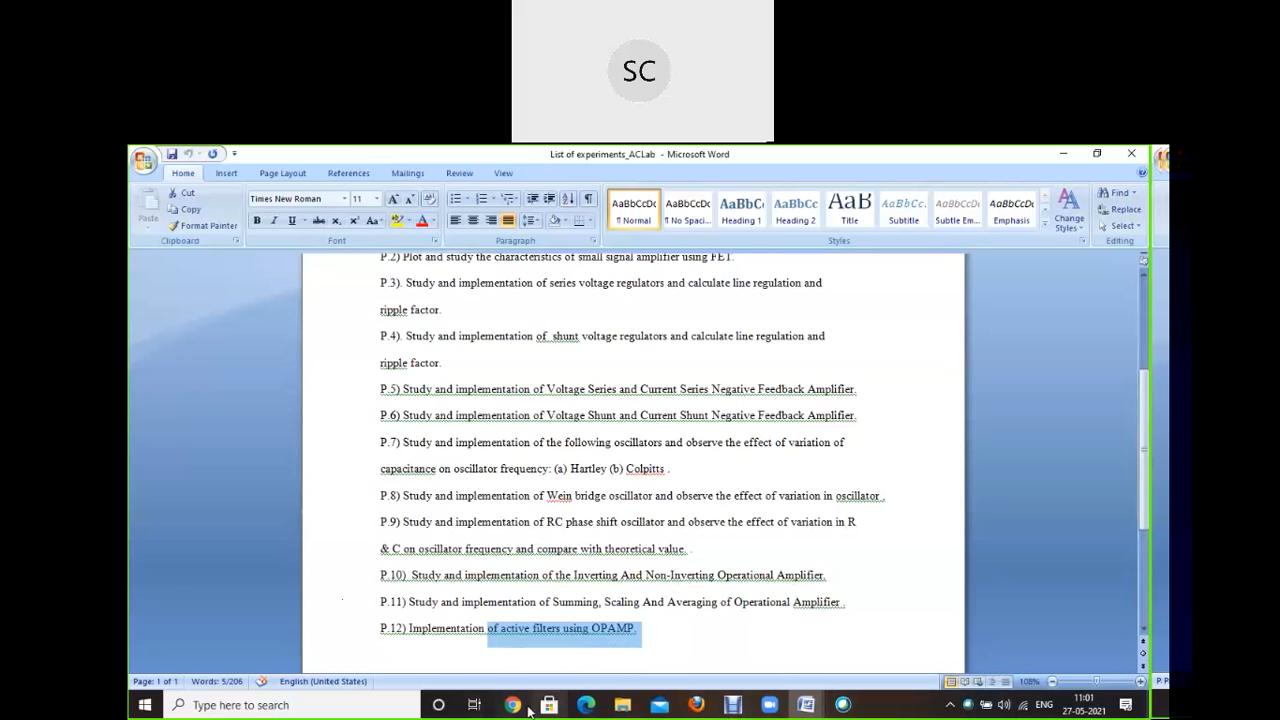 SC
List of experiments_ACLab - Microsoft Word
Home Insert Page Layout References Mailings Review View
Paste
Cut
Copy
Format Painter
Clipboard
Times New Roman 11
Font
Paragraph
AaBbCcDc AaBbCcDc AaBbC AaBbCc AaB AaBbCc. AaBbCcDc AaBbCcDc
¶ Normal ¶ No Spaci... Heading 1 Heading 2 Title Subtitle Subtle Em... Emphasis
Change Styles
Styles
Find
Replace
Select
Editing
P.2) Plot and study the characteristics of small signal amplifier using FET.
P.3). Study and implementation of series voltage regulators and calculate line regulation and
ripple factor.
P.4). Study and implementation of shunt voltage regulators and calculate line regulation and
ripple factor.
P.5) Study and implementation of Voltage Series and Current Series Negative Feedback Amplifier.
P.6) Study and implementation of Voltage Shunt and Current Shunt Negative Feedback Amplifier.
P.7) Study and implementation of the following oscillators and observe the effect of variation of
capacitance on oscillator frequency: (a) Hartley (b) Colpitts .
P.8) Study and implementation of Wein bridge oscillator and observe the effect of variation in oscillator .
P.9) Study and implementation of RC phase shift oscillator and observe the effect of variation in R
& C on oscillator frequency and compare with theoretical value. .
P.10) Study and implementation of the Inverting And Non-Inverting Operational Amplifier.
P.11) Study and implementation of Summing, Scaling And Averaging of Operational Amplifier .
P.12) Implementation of active filters using OPAMP.
Page: 1 of 1 Words: 5/206 English (United States) 108%
Type here to search
ENG
11:01
27-05-2021